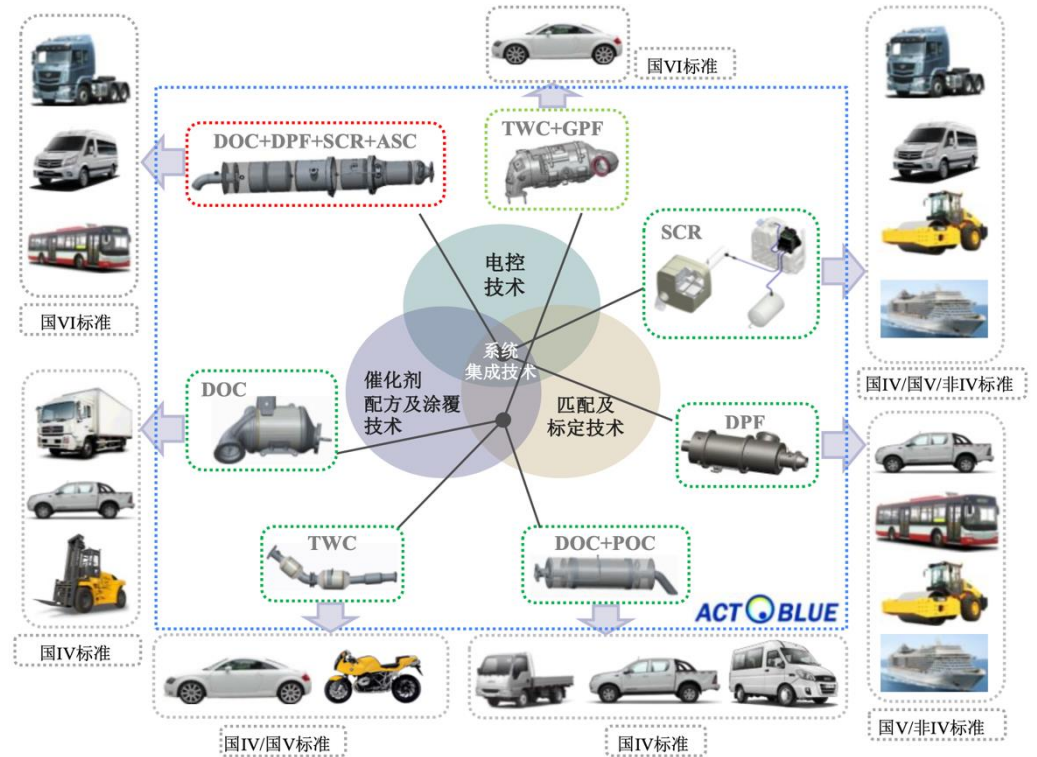 国VI标准
DOC+DPF+SCR+ASC
TWC+GPF
SCR
电控
技术
国VI标准
系统
集成技术
国IV/国V/非IV标准
催化剂
配方及涂覆
技术
匹配及
标定技术
DOC
DPF
TWC
DOC+POC
ACTBLUE
国IV标准
国V/非IV标准
国IV/国V标准
国IV标准